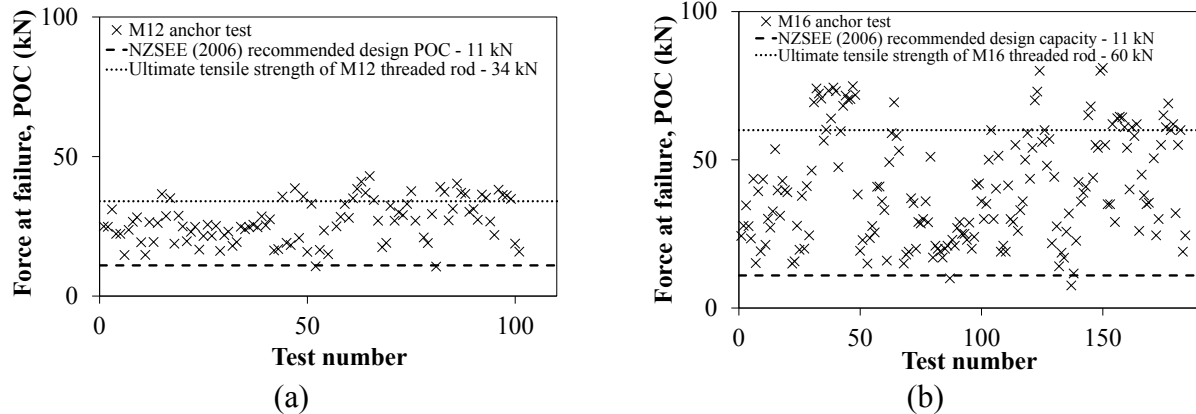 Force at failure, POC (kN)
100
50
0
× M12 anchor test
NZSEE (2006) recommended design POC - 11 kN
Ultimate tensile strength of M12 threaded rod - 34 kN
0 50 100
Test number
(a)
Force at failure, POC (kN)
100
50
0
× M16 anchor test
NZSEE (2006) recommended design capacity - 11 kN
Ultimate tensile strength of M16 threaded rod - 60 kN
0 50 100 150
Test number
(b)